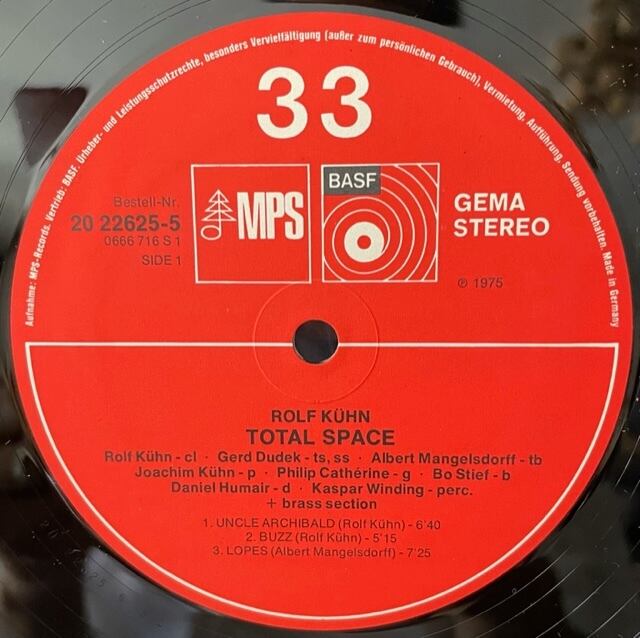 Aufnahme: MPS-Records. Vertrieb: BASF. Urheber- und Leistungsschutzrechte, besonders Vervielfältigung (außer zum persönlichen Gebrauch), Vermietung, Aufführung, Sendung vorbehalten. Made in Germany
33
Bestell-Nr.
20 22625-5
0666 716 S 1
SIDE 1
MPS
BASF
GEMA
STEREO
℗ 1975
ROLF KÜHN
TOTAL SPACE
Rolf Kühn - cl · Gerd Dudek - ts, ss · Albert Mangelsdorff - tb
Joachim Kühn - p · Philip Cathérine - g · Bo Stief - b
Daniel Humair - d · Kaspar Winding - perc.
+ brass section
1. UNCLE ARCHIBALD (Rolf Kühn) - 6'40
2. BUZZ (Rolf Kühn) - 5'15
3. LOPES (Albert Mangelsdorff) - 7'25